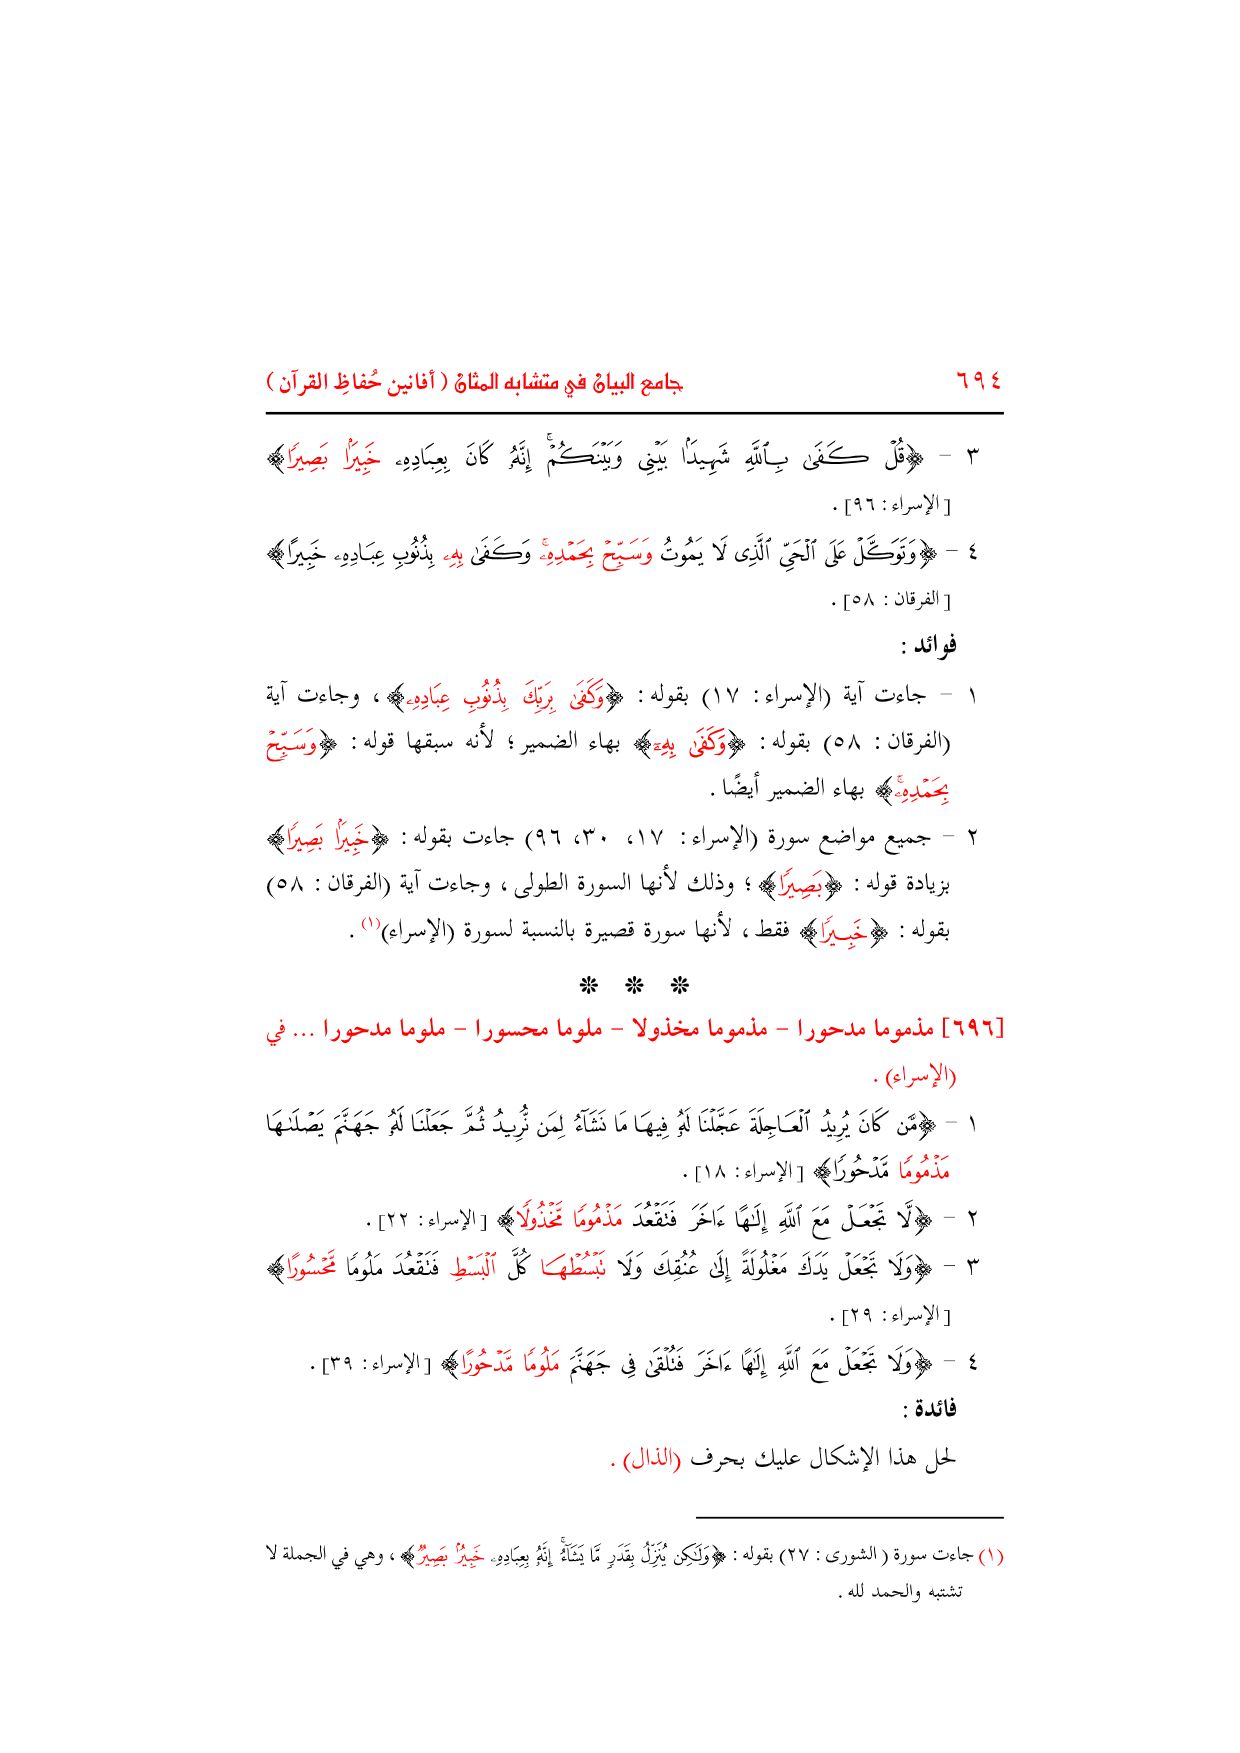 ٦٩٤ جامع البيان في متشابه المثان ( أفانين حُفاظِ القرآن )
٣ - ﴿قُلۡ كَفَىٰ بِٱللَّهِ شَهِيدَۢا بَيۡنِي وَبَيۡنَكُمۡۚ إِنَّهُۥ كَانَ بِعِبَادِهِۦ خَبِيرَۢا بَصِيرٗا﴾
[الإسراء: ٩٦] .
٤ - ﴿وَتَوَكَّلۡ عَلَى ٱلۡحَيِّ ٱلَّذِي لَا يَمُوتُ وَسَبِّحۡ بِحَمۡدِهِۦۚ وَكَفَىٰ بِهِۦ بِذُنُوبِ عِبَادِهِۦ خَبِيرًا﴾
[الفرقان : ٥٨] .
فوائد :
١ - جاءت آية (الإسراء: ١٧) بقوله: ﴿وَكَفَىٰ بِرَبِّكَ بِذُنُوبِ عِبَادِهِۦ﴾ ، وجاءت آية
(الفرقان : ٥٨) بقوله: ﴿وَكَفَىٰ بِهِۦ﴾ بهاء الضمير ؛ لأنه سبقها قوله: ﴿وَسَبِّحۡ
بِحَمۡدِهِۦۚ﴾ بهاء الضمير أيضًا .
٢ - جميع مواضع سورة (الإسراء: ١٧، ٣٠، ٩٦) جاءت بقوله: ﴿خَبِيرَۢا بَصِيرٗا﴾
بزيادة قوله: ﴿بَصِيرٗا﴾ ؛ وذلك لأنها السورة الطولى ، وجاءت آية (الفرقان : ٥٨)
بقوله: ﴿خَبِيرًا﴾ فقط ، لأنها سورة قصيرة بالنسبة لسورة (الإسراء)(١) .
❊ ❊ ❊
[٦٩٦] مذموما مدحورا - مذموما مخذولا - ملوما محسورا - ملوما مدحورا ... في
(الإسراء) .
١ - ﴿مَّن كَانَ يُرِيدُ ٱلۡعَاجِلَةَ عَجَّلۡنَا لَهُۥ فِيهَا مَا نَشَآءُ لِمَن نُّرِيدُ ثُمَّ جَعَلۡنَا لَهُۥ جَهَنَّمَ يَصۡلَىٰهَا
مَذۡمُومٗا مَّدۡحُورٗا﴾ [الإسراء: ١٨] .
٢ - ﴿لَّا تَجۡعَلۡ مَعَ ٱللَّهِ إِلَٰهًا ءَاخَرَ فَتَقۡعُدَ مَذۡمُومٗا مَّخۡذُولٗا﴾ [الإسراء: ٢٢] .
٣ - ﴿وَلَا تَجۡعَلۡ يَدَكَ مَغۡلُولَةً إِلَىٰ عُنُقِكَ وَلَا تَبۡسُطۡهَا كُلَّ ٱلۡبَسۡطِ فَتَقۡعُدَ مَلُومٗا مَّحۡسُورًا﴾
[الإسراء: ٢٩] .
٤ - ﴿وَلَا تَجۡعَلۡ مَعَ ٱللَّهِ إِلَٰهًا ءَاخَرَ فَتُلۡقَىٰ فِي جَهَنَّمَ مَلُومٗا مَّدۡحُورًا﴾ [الإسراء: ٣٩] .
فائدة :
لحل هذا الإشكال عليك بحرف (الذال) .
(١) جاءت سورة ( الشورى : ٢٧) بقوله: ﴿وَلَٰكِن يُنَزِّلُ بِقَدَرٖ مَّا يَشَآءُۚ إِنَّهُۥ بِعِبَادِهِۦ خَبِيرُۢ بَصِيرٞ﴾ ، وهي في الجملة لا
تشتبه والحمد لله .